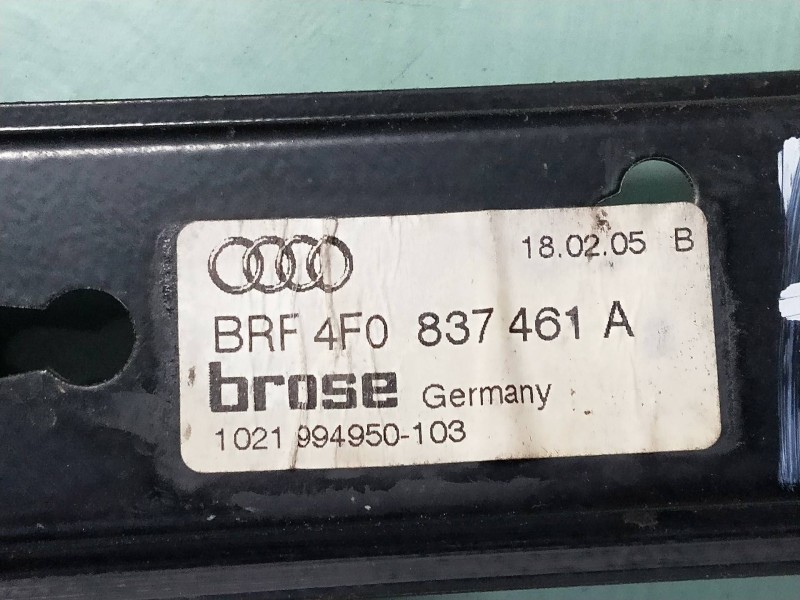 18.02.05 B
BRF 4F0 837 461 A
brose Germany
1021 994950-103